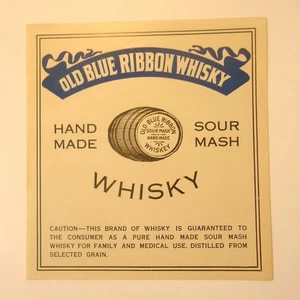 OLD BLUE RIBBON WHISKY
OLD BLUE RIBBON
SOUR MASH
HAND MADE
WHISKEY
HAND MADE
SOUR MASH
WHISKY
CAUTION—THIS BRAND OF WHISKY IS GUARANTEED TO
THE CONSUMER AS A PURE HAND MADE SOUR MASH
WHISKY FOR FAMILY AND MEDICAL USE. DISTILLED FROM
SELECTED GRAIN.